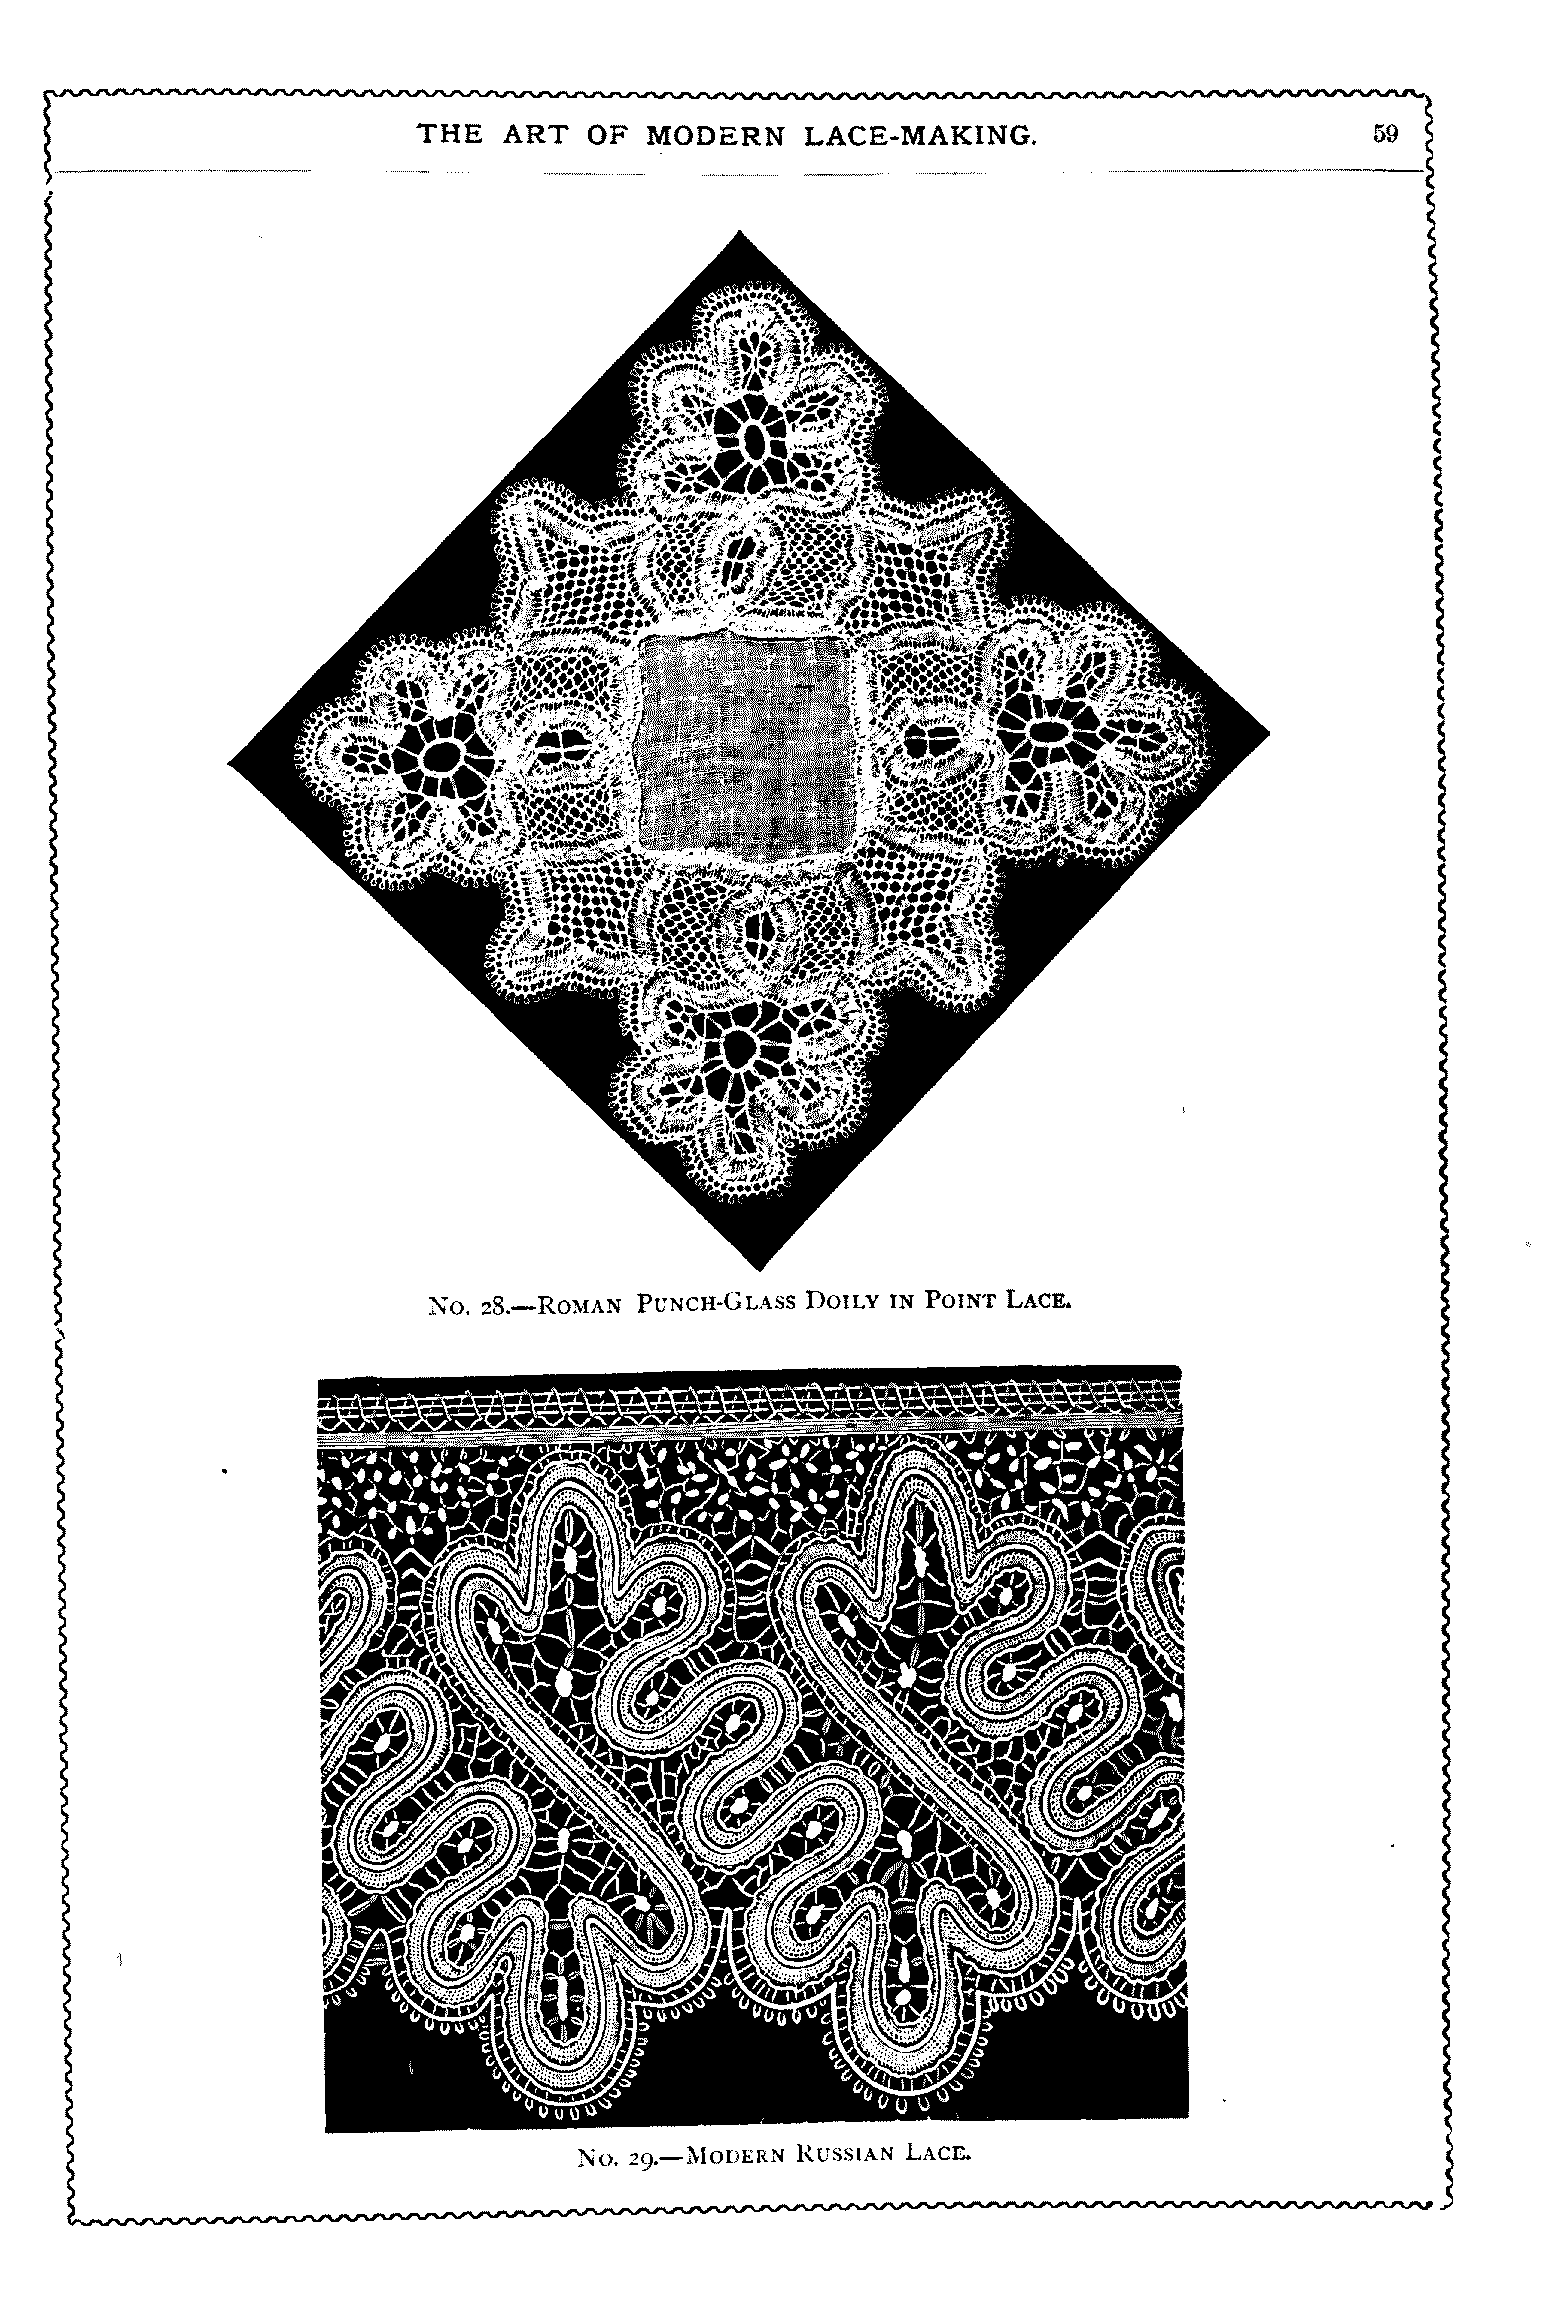 THE ART OF MODERN LACE-MAKING. 59
No. 28.—Roman Punch-Glass Doily in Point Lace.
No. 29.—Modern Russian Lace.